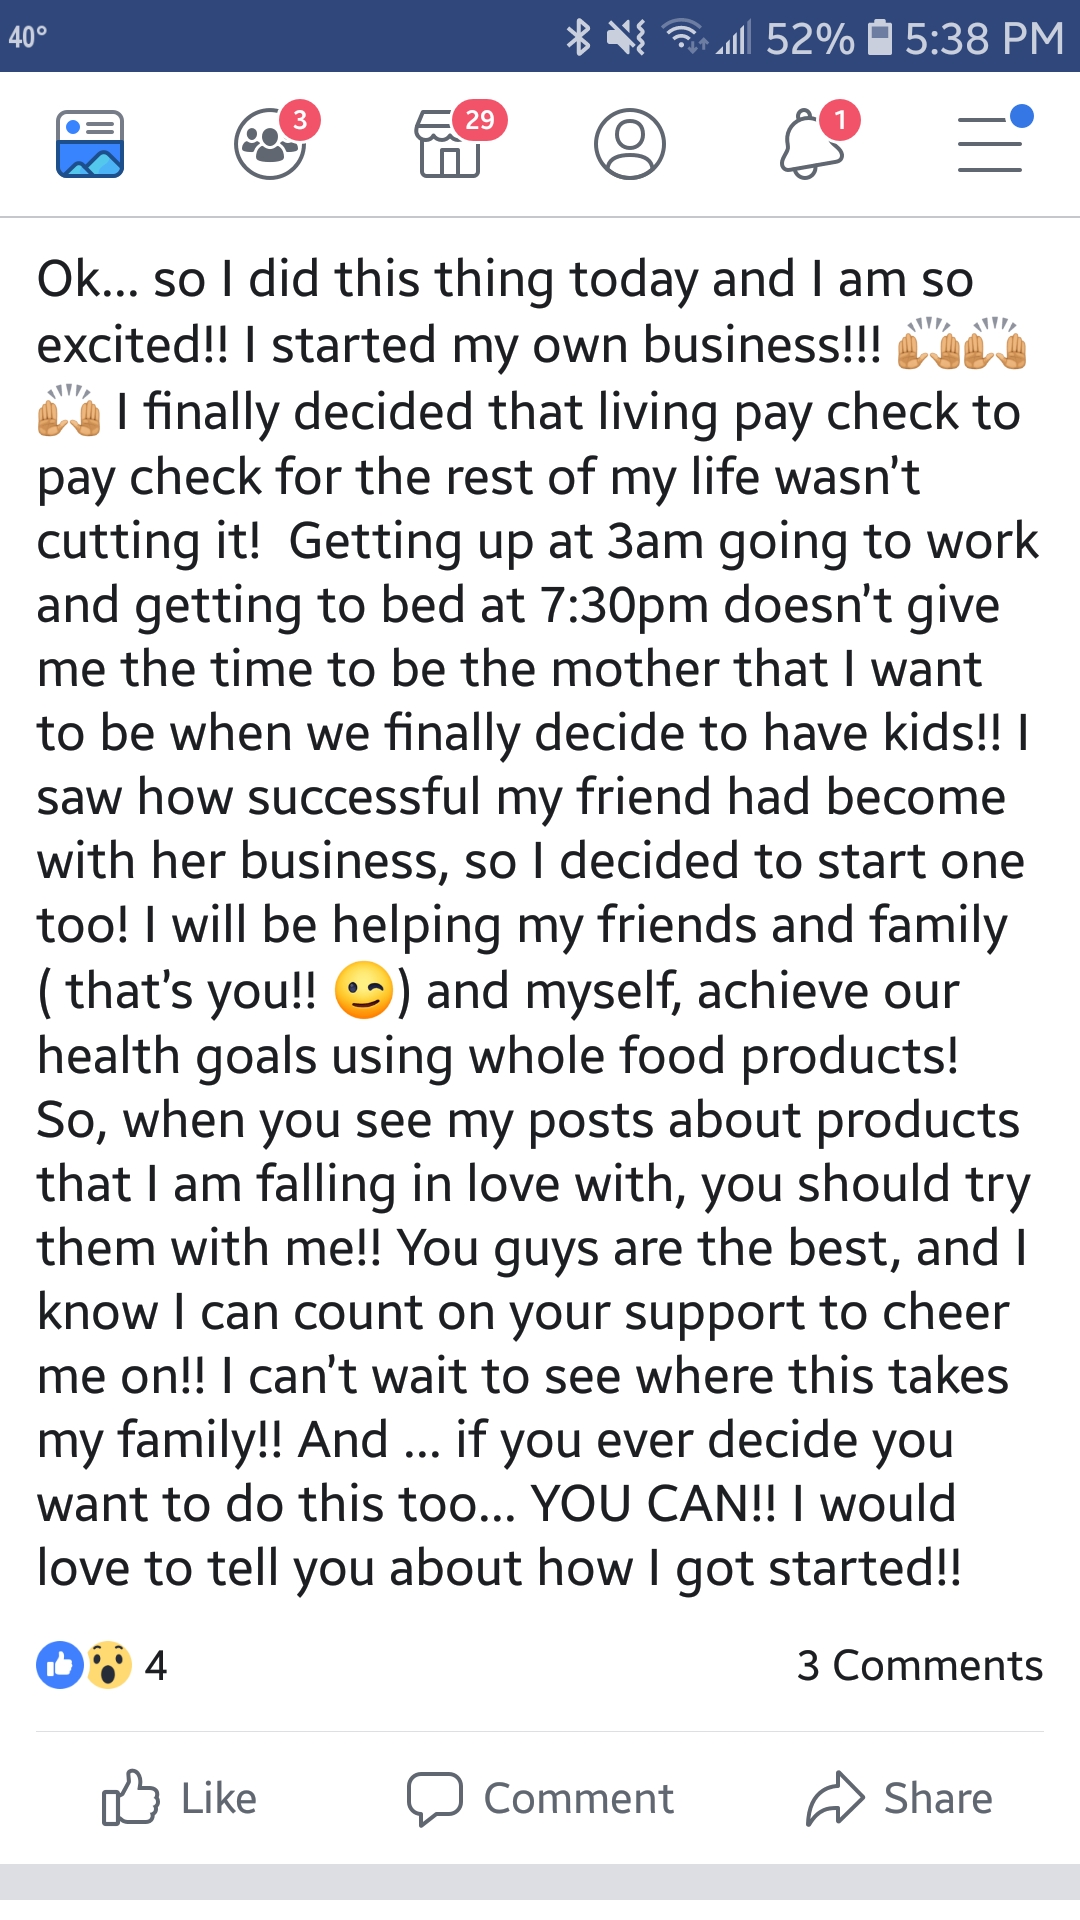 40°
52% 5:38 PM
3
29
1
Ok... so I did this thing today and I am so
excited!! I started my own business!!! 🙌🏼🙌🏼
🙌🏼 I finally decided that living pay check to
pay check for the rest of my life wasn't
cutting it!  Getting up at 3am going to work
and getting to bed at 7:30pm doesn't give
me the time to be the mother that I want
to be when we finally decide to have kids!! I
saw how successful my friend had become
with her business, so I decided to start one
too! I will be helping my friends and family
( that's you!! 😉) and myself, achieve our
health goals using whole food products!
So, when you see my posts about products
that I am falling in love with, you should try
them with me!! You guys are the best, and I
know I can count on your support to cheer
me on!! I can't wait to see where this takes
my family!! And ... if you ever decide you
want to do this too... YOU CAN!! I would
love to tell you about how I got started!!
4
3 Comments
Like
Comment
Share